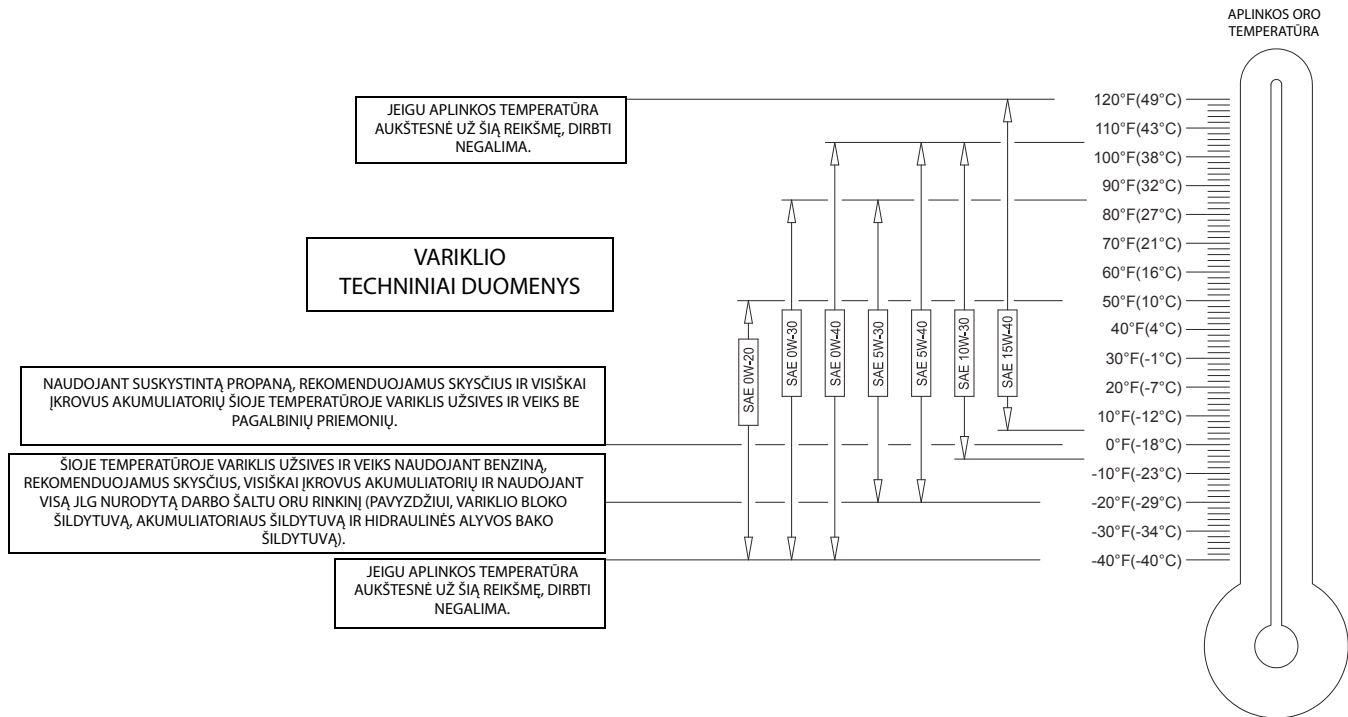 APLINKOS ORO
TEMPERATŪRA
JEIGU APLINKOS TEMPERATŪRA
AUKŠTESNĖ UŽ ŠIĄ REIKŠMĘ, DIRBTI
NEGALIMA.
VARIKLIO
TECHNINIAI DUOMENYS
NAUDOJANT SUSKYSTINTĄ PROPANĄ, REKOMENDUOJAMUS SKYSČIUS IR VISIŠKAI
ĮKROVUS AKUMULIATORIŲ ŠIOJE TEMPERATŪROJE VARIKLIS UŽSIVES IR VEIKS BE
PAGALBINIŲ PRIEMONIŲ.
ŠIOJE TEMPERATŪROJE VARIKLIS UŽSIVES IR VEIKS NAUDOJANT BENZINĄ,
REKOMENDUOJAMUS SKYSČIUS, VISIŠKAI ĮKROVUS AKUMULIATORIŲ IR NAUDOJANT
VISĄ JLG NURODYTĄ DARBO ŠALTU ORU RINKINĮ (PAVYZDŽIUI, VARIKLIO BLOKO
ŠILDYTUVĄ, AKUMULIATORIAUS ŠILDYTUVĄ IR HIDRAULINĖS ALYVOS BAKO
ŠILDYTUVĄ).
JEIGU APLINKOS TEMPERATŪRA
AUKŠTESNĖ UŽ ŠIĄ REIKŠMĘ, DIRBTI
NEGALIMA.
SAE 0W-20
SAE 0W-30
SAE 0W-40
SAE 5W-30
SAE 5W-40
SAE 10W-30
SAE 15W-40
120°F(49°C)
110°F(43°C)
100°F(38°C)
90°F(32°C)
80°F(27°C)
70°F(21°C)
60°F(16°C)
50°F(10°C)
40°F(4°C)
30°F(-1°C)
20°F(-7°C)
10°F(-12°C)
0°F(-18°C)
-10°F(-23°C)
-20°F(-29°C)
-30°F(-34°C)
-40°F(-40°C)